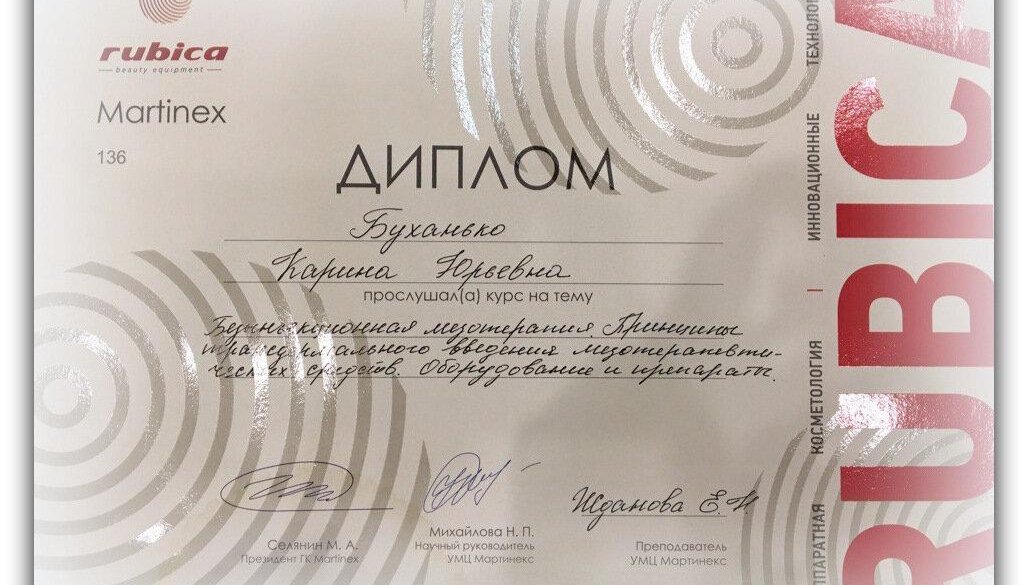 rubica
beauty equipment
Martinex
136
ДИПЛОМ
Буханько
Карина Юрьевна
прослушал(а) курс на тему
Безынъекционная мезотерапия Принципы
трансдермального введения мезотерапевти-
ческих средств. Оборудование и препараты.
Селянин М. А.
Президент ГК Martinex
Михайлова Н. П.
Научный руководитель
УМЦ Мартинекс
Жданова Е.Н
Преподаватель
УМЦ Мартинекс
КОСМЕТОЛОГИЯ | ИННОВАЦИОННЫЕ
RUBICA